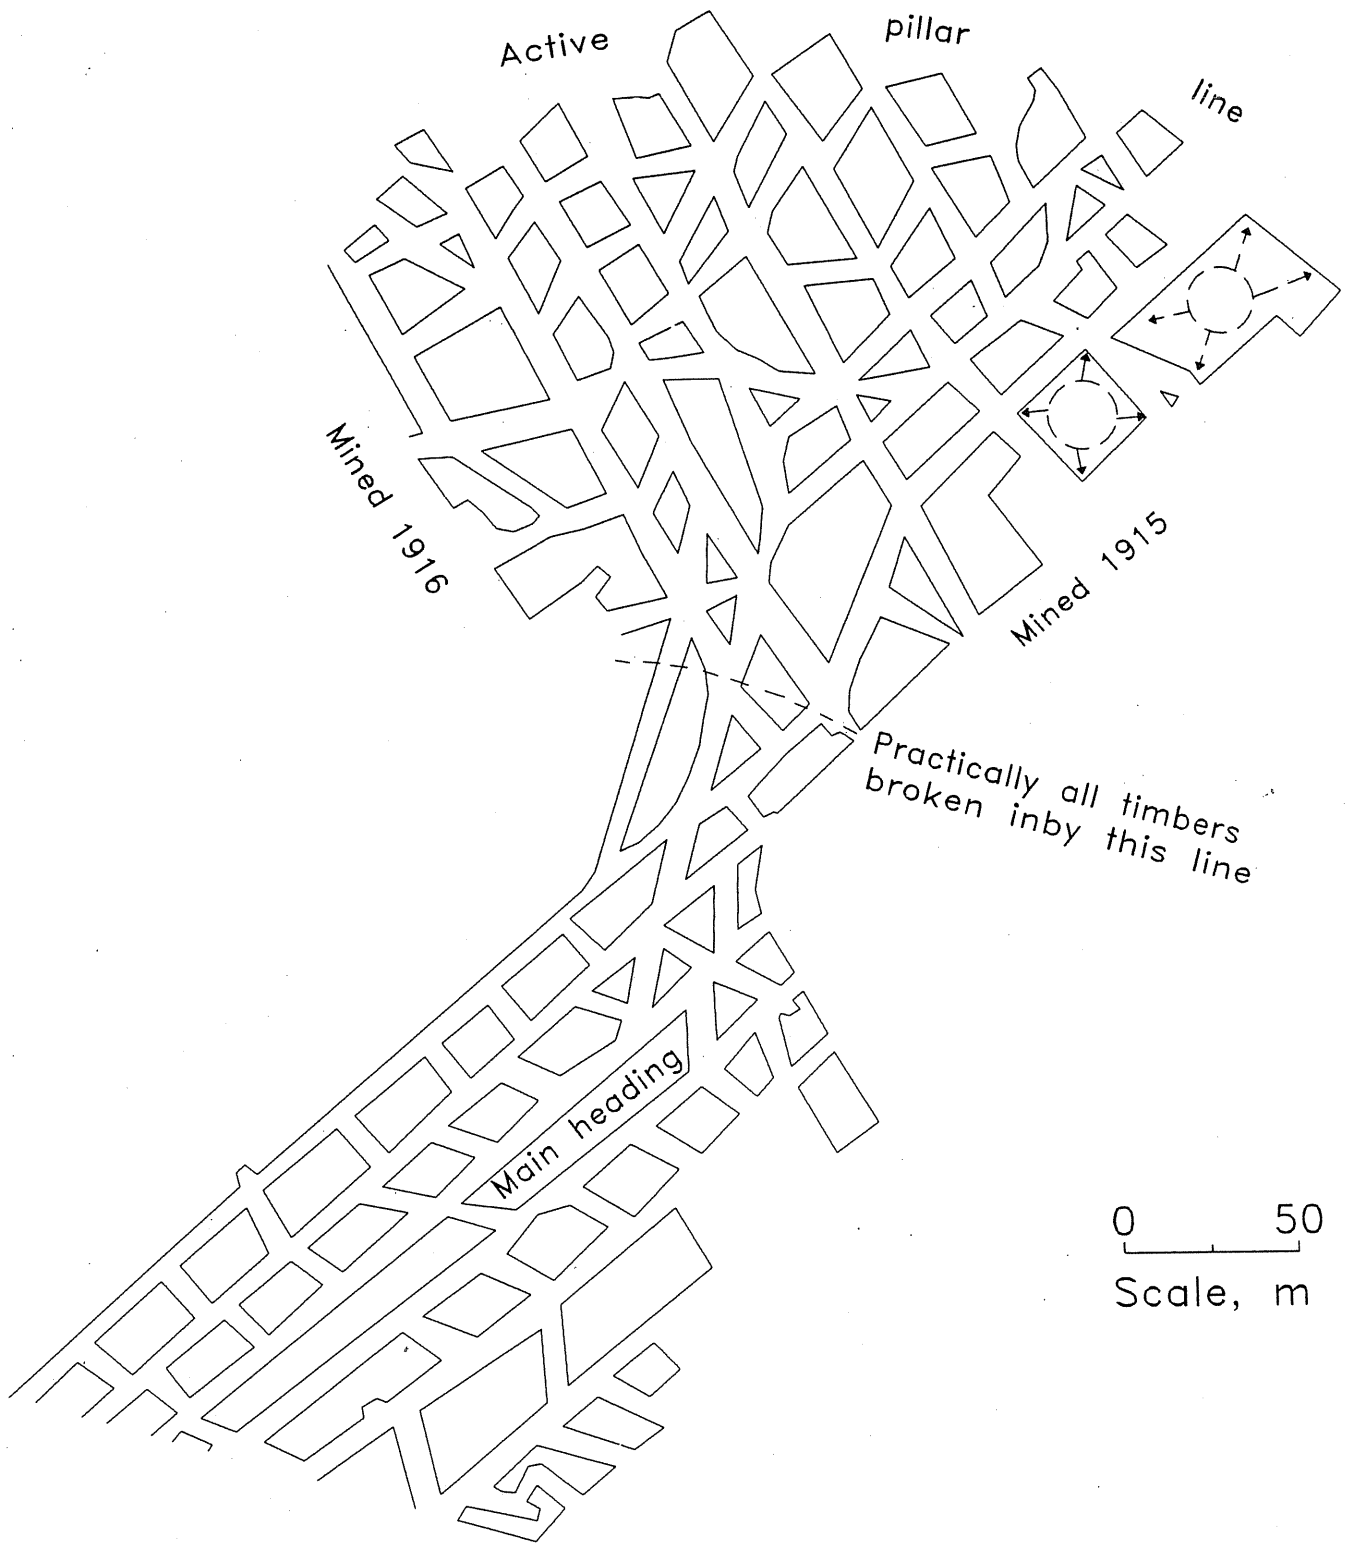 Active
pillar
line
Mined 1916
Mined 1915
Practically all timbers
broken inby this line
Main heading
0 50
Scale, m